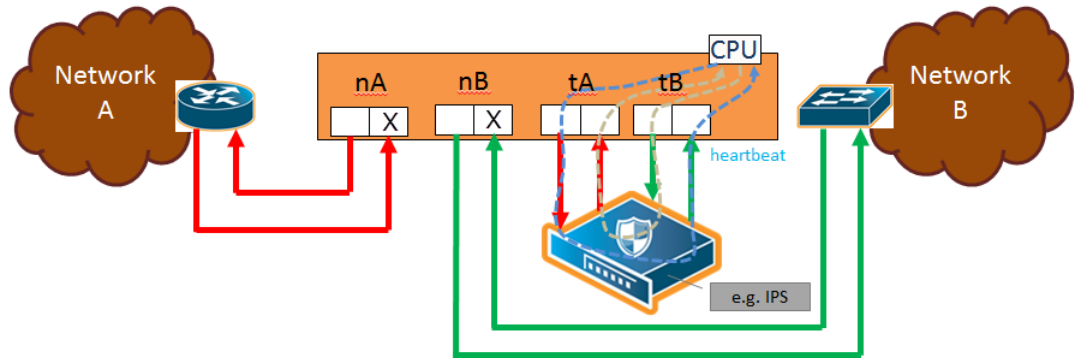 CPU
Network
A
nA
nB
tA
tB
Network
B
X
X
heartbeat
e.g. IPS